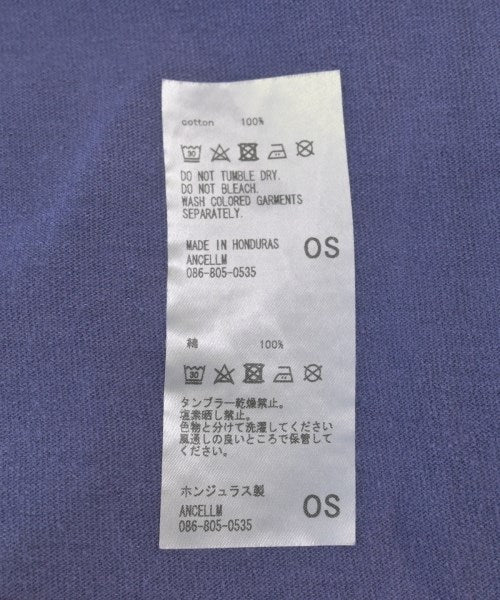 cotton 100%
30
DO NOT TUMBLE DRY.
DO NOT BLEACH.
WASH COLORED GARMENTS
SEPARATELY.
MADE IN HONDURAS
ANCELLM
086-805-0535
OS
綿 100%
30
タンブラー乾燥禁止。
塩素晒し禁止。
色物と分けて洗濯してください
風通しの良いところで保管して
ください。
ホンジュラス製
ANCELLM
086-805-0535
OS